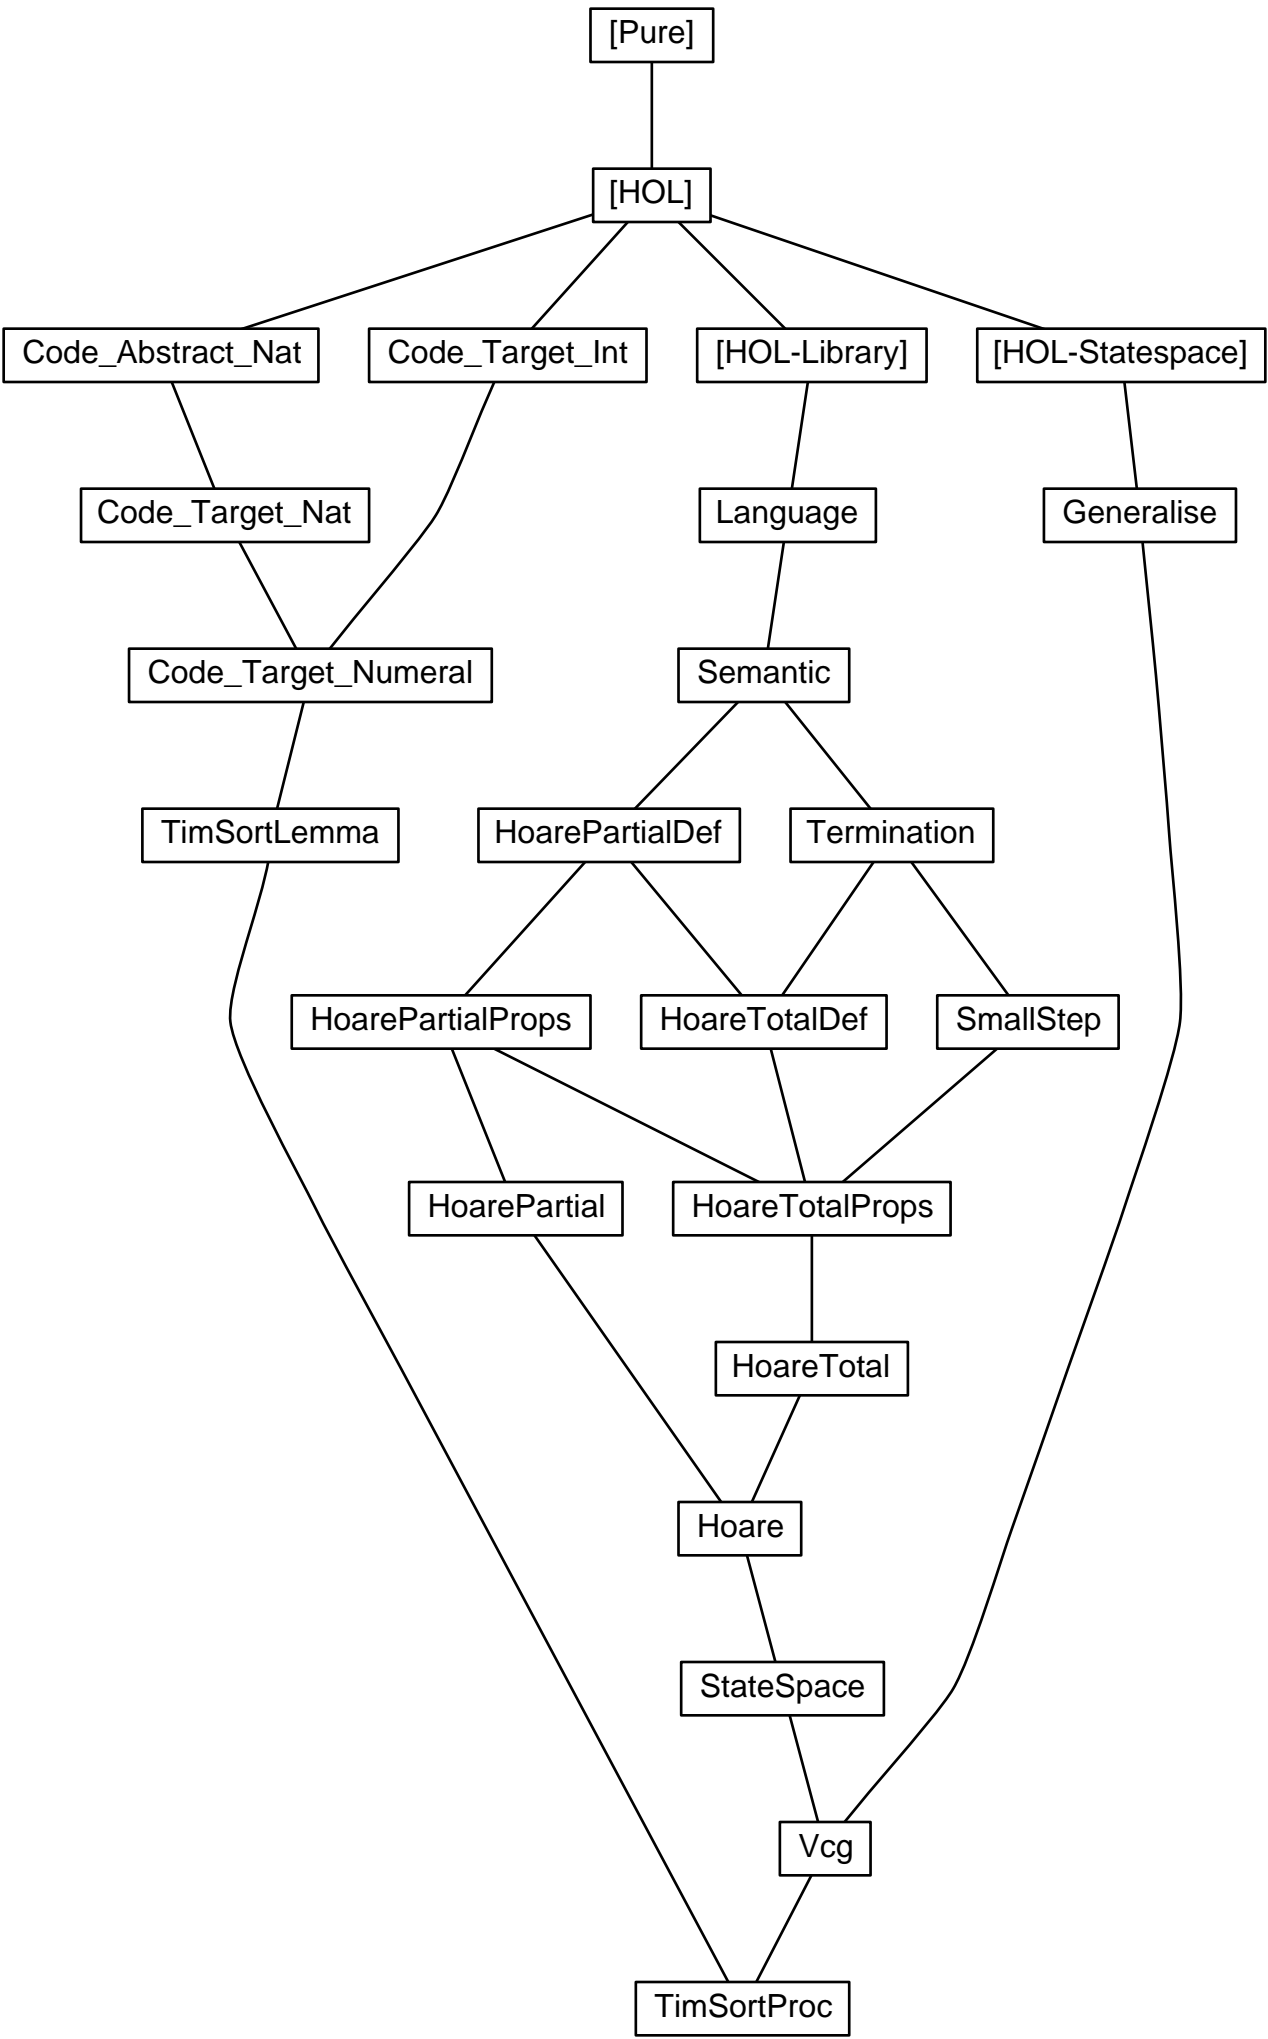 [Pure]
[HOL]
Code_Abstract_Nat
Code_Target_Int
[HOL-Library]
[HOL-Statespace]
Code_Target_Nat
Language
Generalise
Code_Target_Numeral
Semantic
TimSortLemma
HoarePartialDef
Termination
HoarePartialProps
HoareTotalDef
SmallStep
HoarePartial
HoareTotalProps
HoareTotal
Hoare
StateSpace
Vcg
TimSortProc